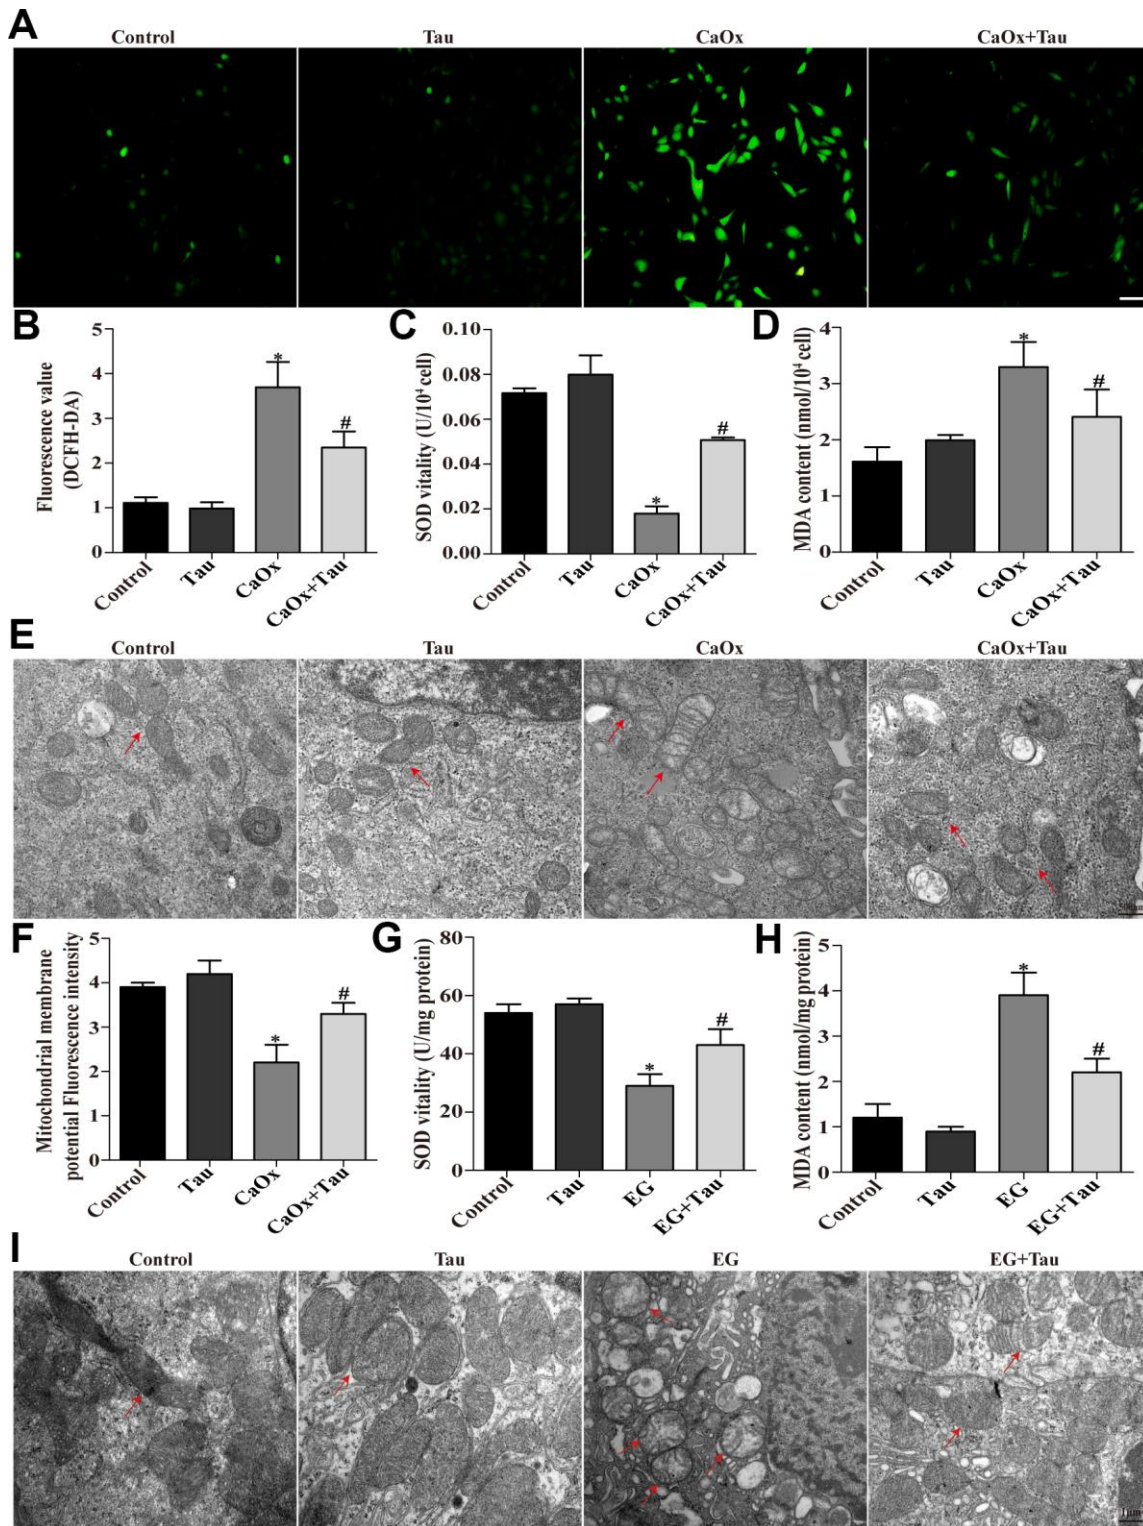 A
Control Tau CaOx CaOx+Tau
B
Fluorescence value
(DCFH-DA)
5
4
3
2
1
0
*
#
Control Tau CaOx CaOx+Tau
C
SOD vitality (U/10⁴ cell)
0.10
0.08
0.06
0.04
0.02
0.00
*
#
Control Tau CaOx CaOx+Tau
D
MDA content (nmol/10⁴ cell)
4
3
2
1
0
*
#
Control Tau CaOx CaOx+Tau
E
Control Tau CaOx CaOx+Tau
F
Mitochondrial membrane
potential Fluorescence intensity
5
4
3
2
1
0
*
#
Control Tau CaOx CaOx+Tau
G
SOD vitality (U/mg protein)
80
60
40
20
0
*
#
Control Tau EG EG+Tau
H
MDA content (nmol/mg protein)
5
4
3
2
1
0
*
#
Control Tau EG EG+Tau
I
Control Tau EG EG+Tau
1μm